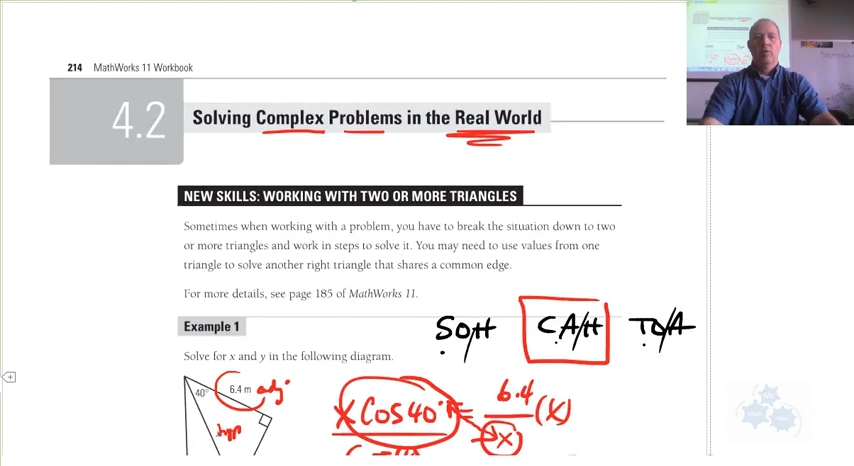 214 MathWorks 11 Workbook
4.2 Solving Complex Problems in the Real World
NEW SKILLS: WORKING WITH TWO OR MORE TRIANGLES
Sometimes when working with a problem, you have to break the situation down to two
or more triangles and work in steps to solve it. You may need to use values from one
triangle to solve another right triangle that shares a common edge.
For more details, see page 185 of MathWorks 11.
Example 1
SO/H CA/H TO/A
Solve for x and y in the following diagram.
40° 6.4 m adj
hyp
x Cos 40° = 6.4 (x)
x